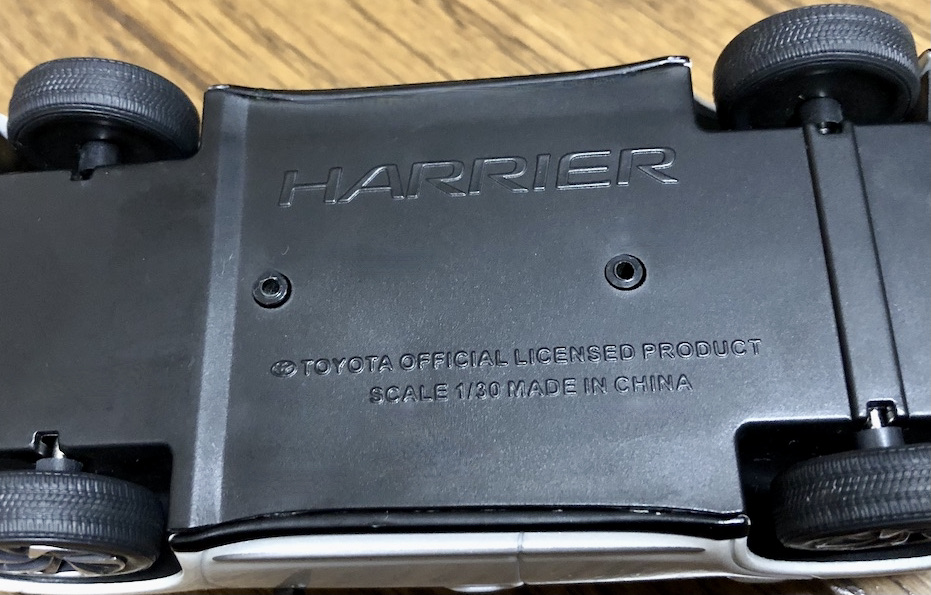 HARRIER
TOYOTA OFFICIAL LICENSED PRODUCT
SCALE 1/30 MADE IN CHINA